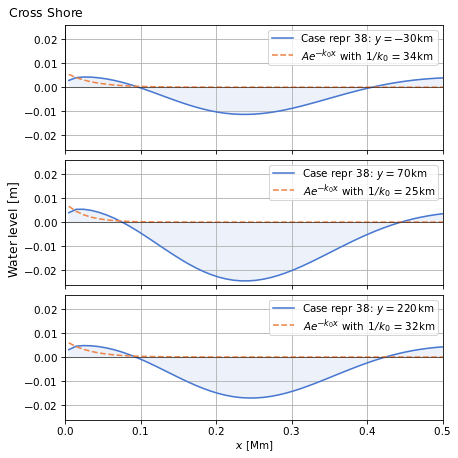 Cross Shore
0.02
0.01
0.00
−0.01
−0.02
Case repr 38: y = −30km
Ae^{−k₀x} with 1/k₀ = 34km
Water level [m]
0.02
0.01
0.00
−0.01
−0.02
Case repr 38: y = 70km
Ae^{−k₀x} with 1/k₀ = 25km
0.02
0.01
0.00
−0.01
−0.02
Case repr 38: y = 220km
Ae^{−k₀x} with 1/k₀ = 32km
0.0 0.1 0.2 0.3 0.4 0.5
x [Mm]